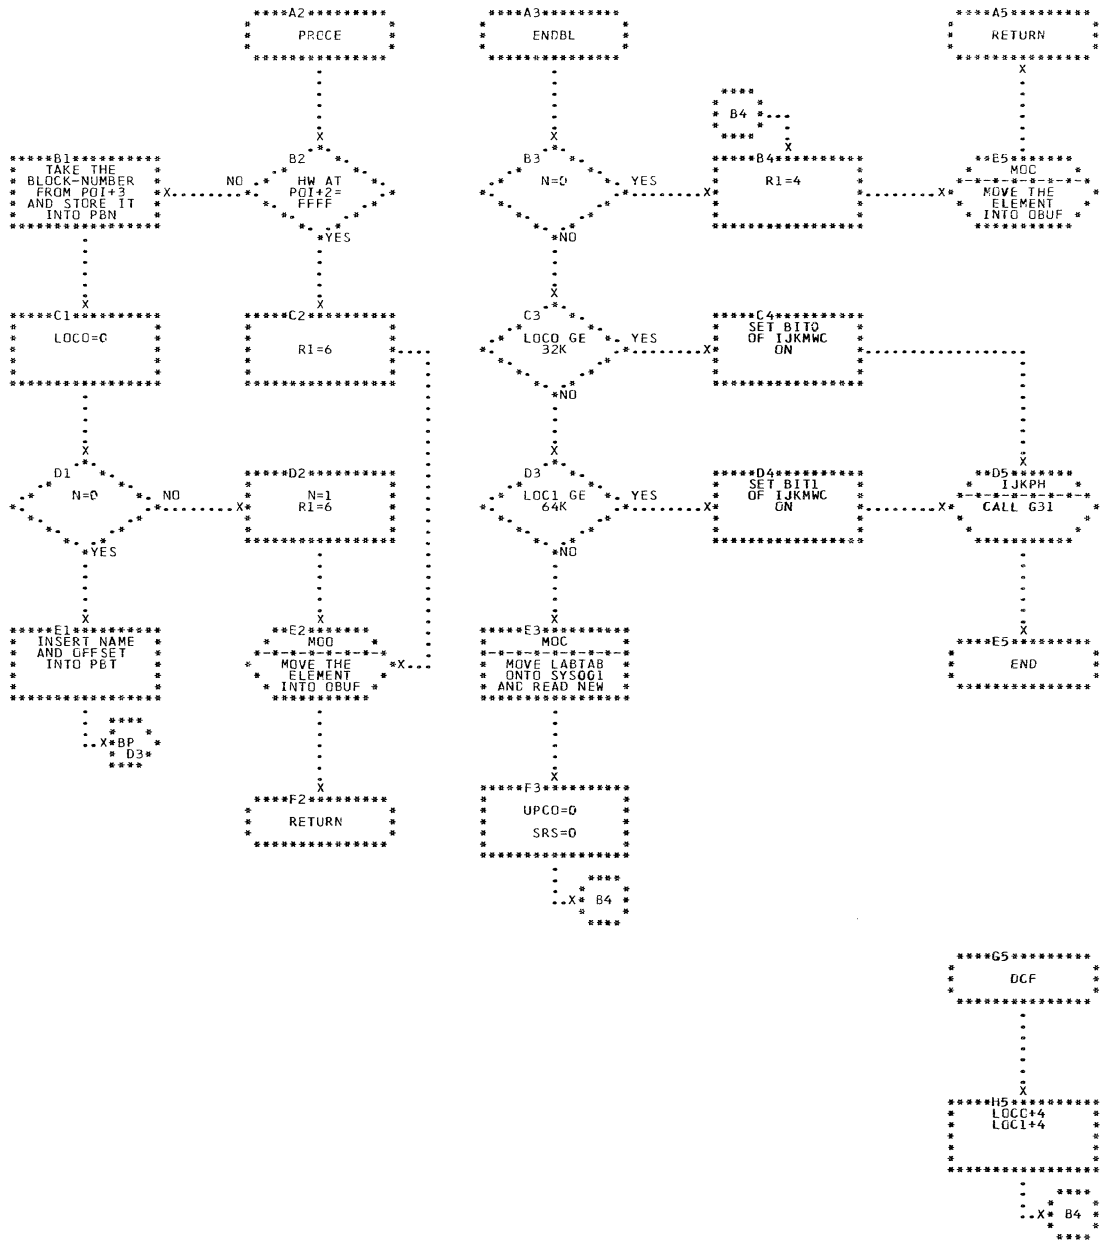 A2
PROCE
A3
ENDBL
A5
RETURN
B4
B1
TAKE THE
BLOCK-NUMBER
FROM POI+3
AND STORE IT
INTO PBN
NO
B2
HW AT
POI+2=
FFFF
YES
B3
N=0
YES
NO
B4
R1=4
B5
MOC
MOVE THE
ELEMENT
INTO OBUF
C1
LOCO=0
C2
R1=6
C3
LOCO GE
32K
YES
NO
C4
SET BIT0
OF IJKMWC
ON
D1
N=0
NO
YES
D2
N=1
R1=6
D3
LOC1 GE
64K
YES
NO
D4
SET BIT1
OF IJKMWC
ON
D5
IJKPH
CALL G31
E1
INSERT NAME
AND OFFSET
INTO PBT
E2
MOO
MOVE THE
ELEMENT
INTO OBUF
E3
MOC
MOVE LABTAB
ONTO SYS001
AND READ NEW
E5
END
BP
D3
F2
RETURN
F3
UPCO=0
SRS=0
B4
G5
DCF
H5
LOCO+4
LOC1+4
B4